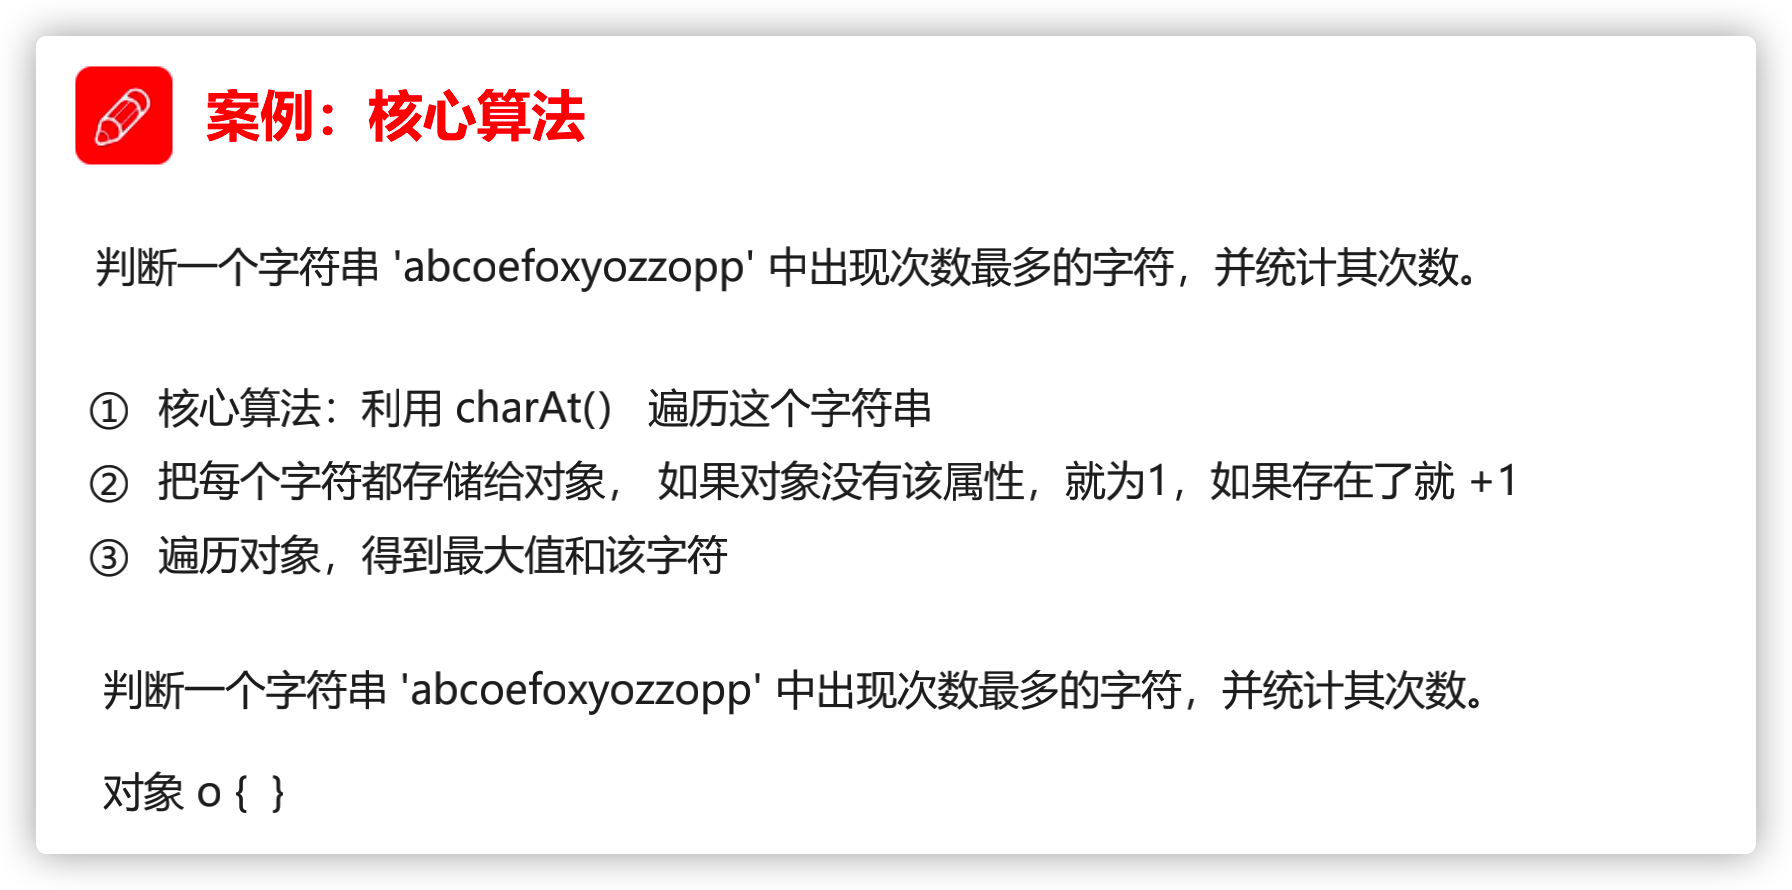 案例：核心算法
判断一个字符串 'abcoefoxyozzopp' 中出现次数最多的字符，并统计其次数。
① 核心算法：利用 charAt() 遍历这个字符串
② 把每个字符都存储给对象， 如果对象没有该属性，就为1，如果存在了就 +1
③ 遍历对象，得到最大值和该字符
判断一个字符串 'abcoefoxyozzopp' 中出现次数最多的字符，并统计其次数。
对象 o { }